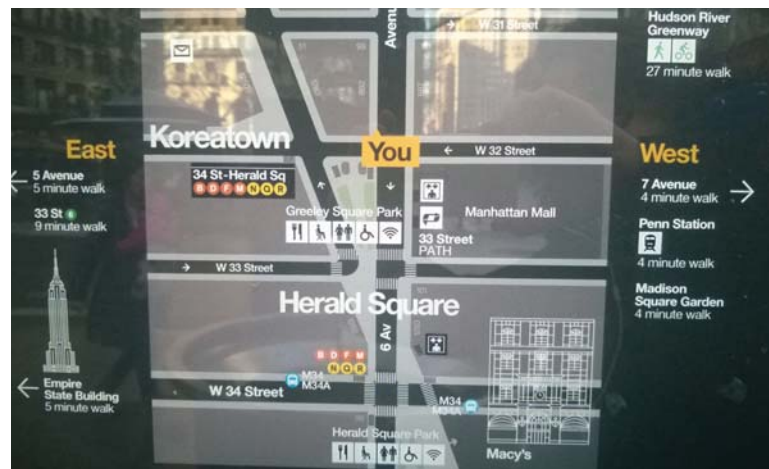 Avenu
W 31 Street
Hudson River
Greenway
27 minute walk
East
Koreatown
You
W 32 Street
West
5 Avenue
5 minute walk
34 St-Herald Sq
B D F M N Q R
7 Avenue
4 minute walk
33 St 6
9 minute walk
Greeley Square Park
Manhattan Mall
33 Street
PATH
Penn Station
4 minute walk
W 33 Street
Herald Square
Madison
Square Garden
4 minute walk
6 Av
B D F M
N Q R
M34
M34A
W 34 Street
M34
M34A
Empire
State Building
5 minute walk
Herald Square Park
Macy's